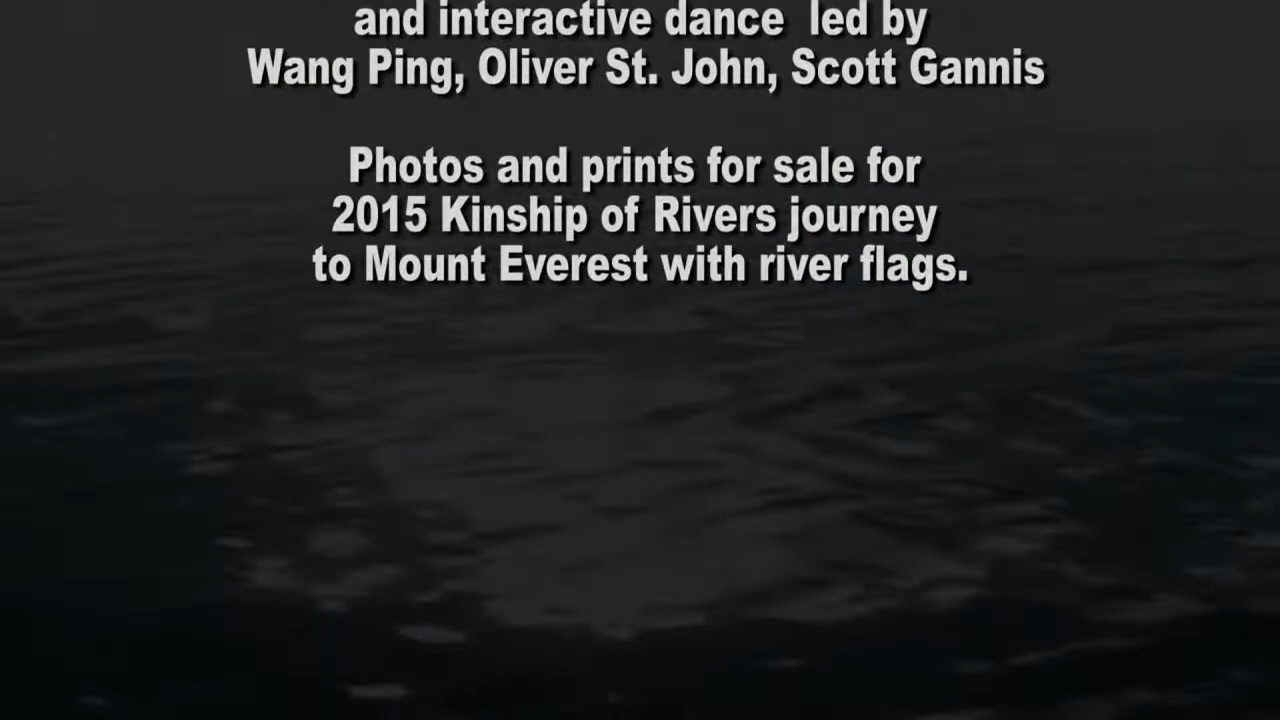 and interactive dance led by
Wang Ping, Oliver St. John, Scott Gannis
Photos and prints for sale for
2015 Kinship of Rivers journey
to Mount Everest with river flags.